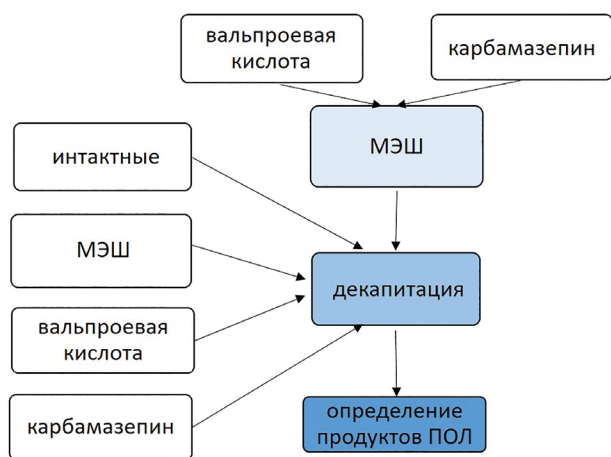 вальпроевая
кислота
карбамазепин
МЭШ
интактные
МЭШ
декапитация
вальпроевая
кислота
карбамазепин
определение
продуктов ПОЛ